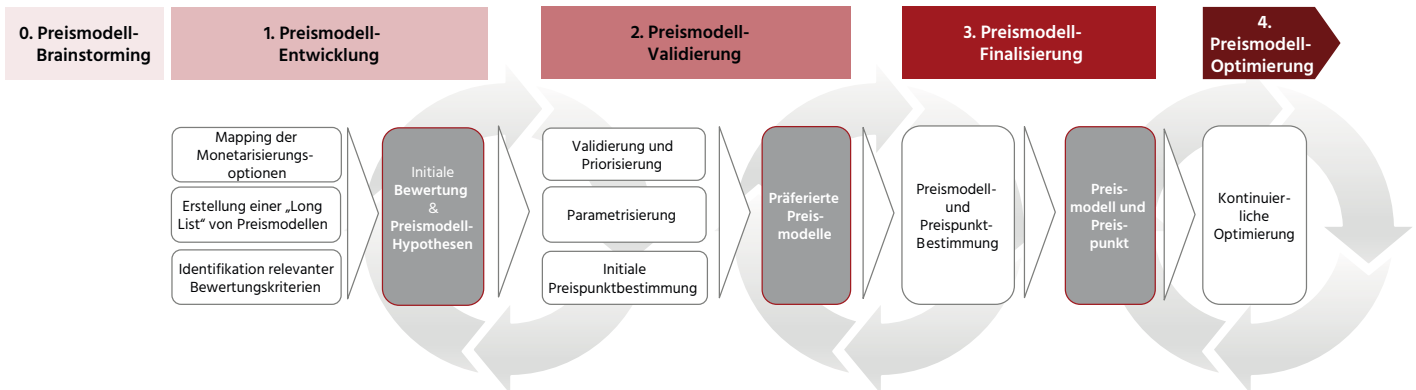 0. Preismodell-
Brainstorming
1. Preismodell-
Entwicklung
2. Preismodell-
Validierung
3. Preismodell-
Finalisierung
4.
Preismodell-
Optimierung
Mapping der
Monetarisierungs-
optionen
Erstellung einer „Long
List“ von Preismodellen
Identifikation relevanter
Bewertungskriterien
Initiale
Bewertung
&
Preismodell-
Hypothesen
Validierung und
Priorisierung
Parametrisierung
Initiale
Preispunktbestimmung
Präferierte
Preis-
modelle
Preismodell-
und
Preispunkt-
Bestimmung
Preis-
modell und
Preis-
punkt
Kontinuier-
liche
Optimierung